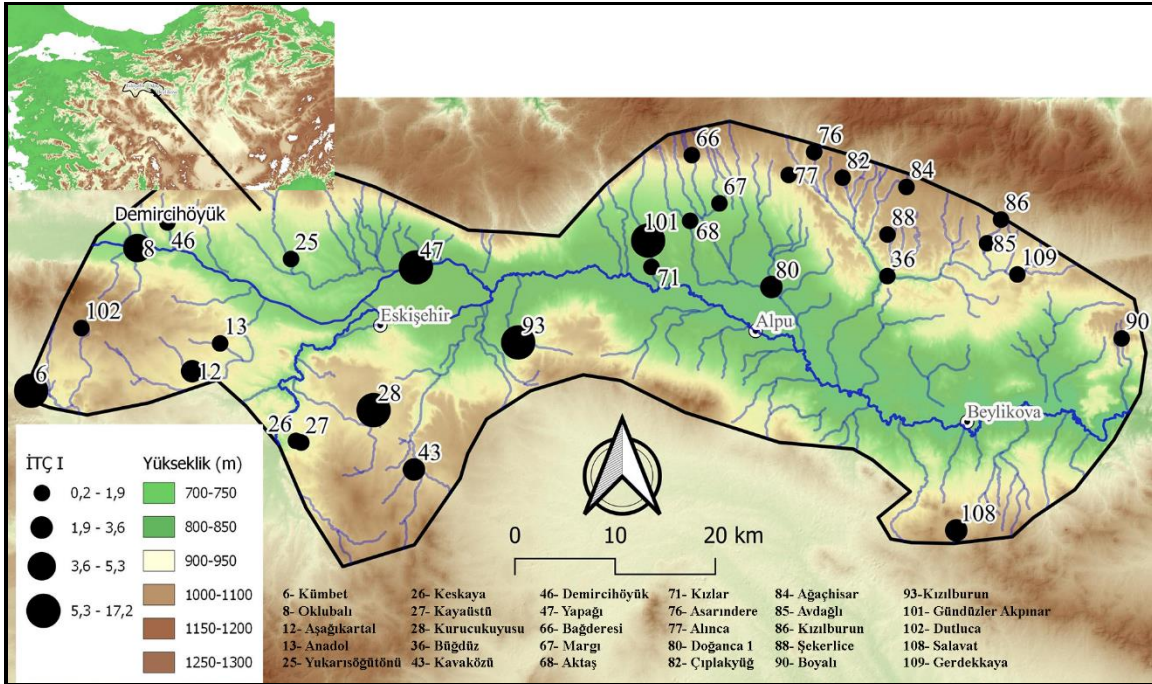 Demircihöyük
8
46
25
47
102
13
12
6
Eskişehir
26
27
28
43
93
101
71
66
67
68
76
77
82
84
86
88
85
36
109
80
Alpu
90
Beylikova
108
İTÇ I
0,2 - 1,9
1,9 - 3,6
3,6 - 5,3
5,3 - 17,2
Yükseklik (m)
700-750
800-850
900-950
1000-1100
1150-1200
1250-1300
0 10 20 km
6- Kümbet
8- Oklubalı
12- Aşağıkartal
13- Anadol
25- Yukarısöğütönü
26- Keskaya
27- Kayaüstü
28- Kurucukuyusu
36- Büğdüz
43- Kavaközü
46- Demircihöyük
47- Yapağı
66- Bağderesi
67- Margı
68- Aktaş
71- Kızlar
76- Asarındere
77- Alınca
80- Doğanca 1
82- Çıplakyüğ
84- Ağaçhisar
85- Avdağlı
86- Kızılburun
88- Şekerlice
90- Boyalı
93-Kızılburun
101- Gündüzler Akpınar
102- Dutluca
108- Salavat
109- Gerdekkaya